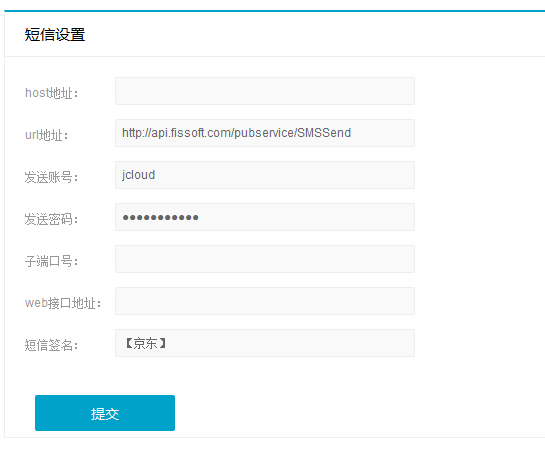 短信设置
host地址：
url地址： http://api.fissoft.com/pubservice/SMSSend
发送账号： jcloud
发送密码： ●●●●●●●●●●●
子端口号：
web接口地址：
短信签名： 【京东】
提交